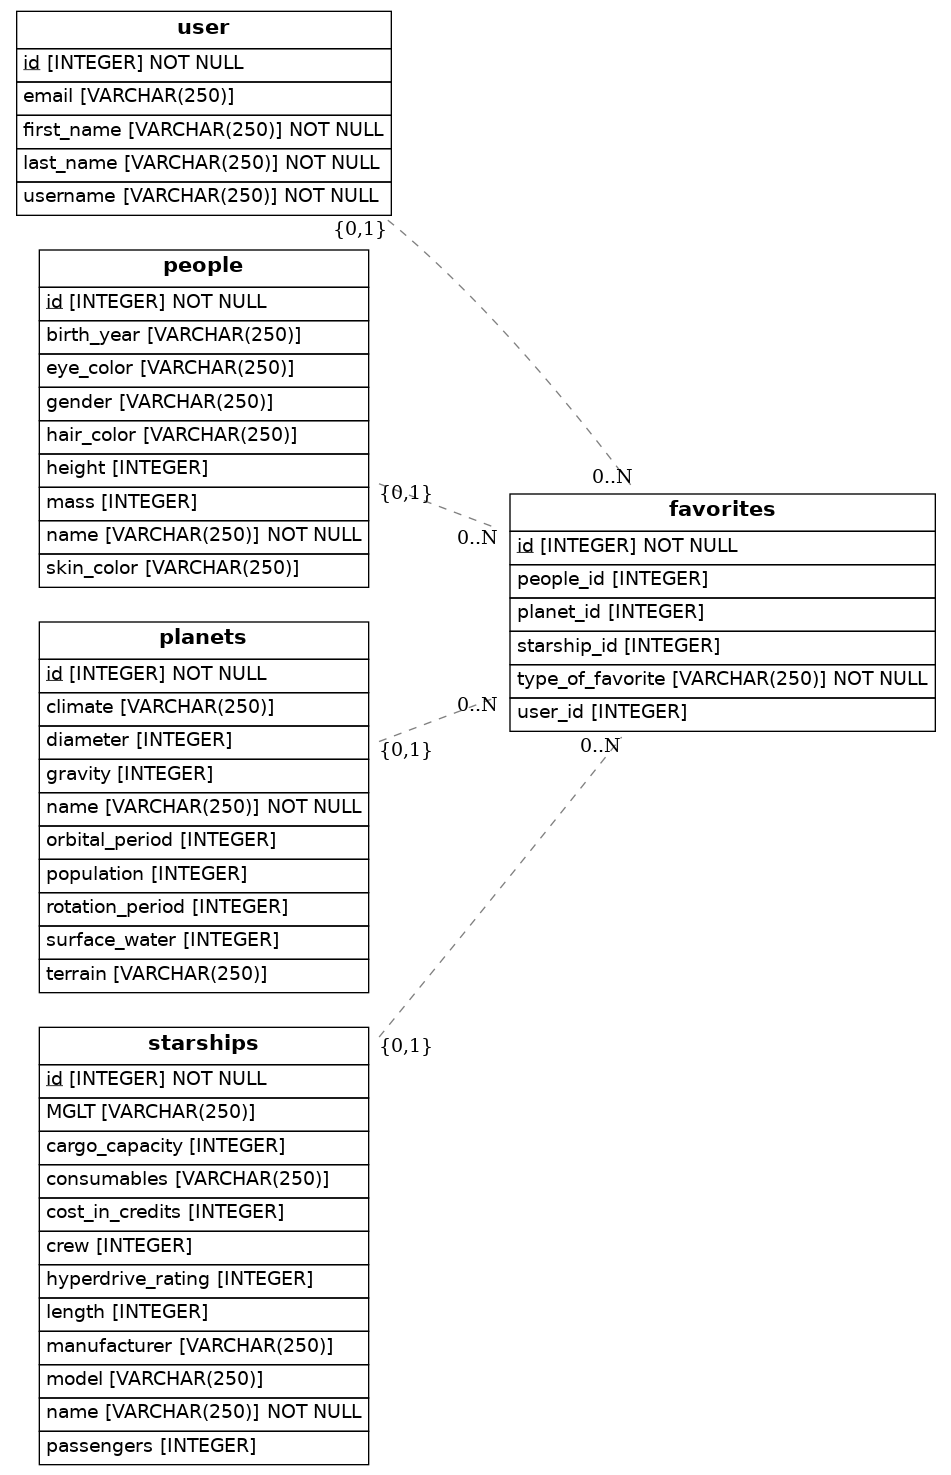 user
id [INTEGER] NOT NULL
email [VARCHAR(250)]
first_name [VARCHAR(250)] NOT NULL
last_name [VARCHAR(250)] NOT NULL
username [VARCHAR(250)] NOT NULL
{0,1}
people
id [INTEGER] NOT NULL
birth_year [VARCHAR(250)]
eye_color [VARCHAR(250)]
gender [VARCHAR(250)]
hair_color [VARCHAR(250)]
height [INTEGER]
mass [INTEGER]
name [VARCHAR(250)] NOT NULL
skin_color [VARCHAR(250)]
{0,1}
0..N
0..N
favorites
id [INTEGER] NOT NULL
people_id [INTEGER]
planet_id [INTEGER]
starship_id [INTEGER]
type_of_favorite [VARCHAR(250)] NOT NULL
user_id [INTEGER]
0..N
0..N
planets
id [INTEGER] NOT NULL
climate [VARCHAR(250)]
diameter [INTEGER]
gravity [INTEGER]
name [VARCHAR(250)] NOT NULL
orbital_period [INTEGER]
population [INTEGER]
rotation_period [INTEGER]
surface_water [INTEGER]
terrain [VARCHAR(250)]
{0,1}
starships
id [INTEGER] NOT NULL
MGLT [VARCHAR(250)]
cargo_capacity [INTEGER]
consumables [VARCHAR(250)]
cost_in_credits [INTEGER]
crew [INTEGER]
hyperdrive_rating [INTEGER]
length [INTEGER]
manufacturer [VARCHAR(250)]
model [VARCHAR(250)]
name [VARCHAR(250)] NOT NULL
passengers [INTEGER]
{0,1}